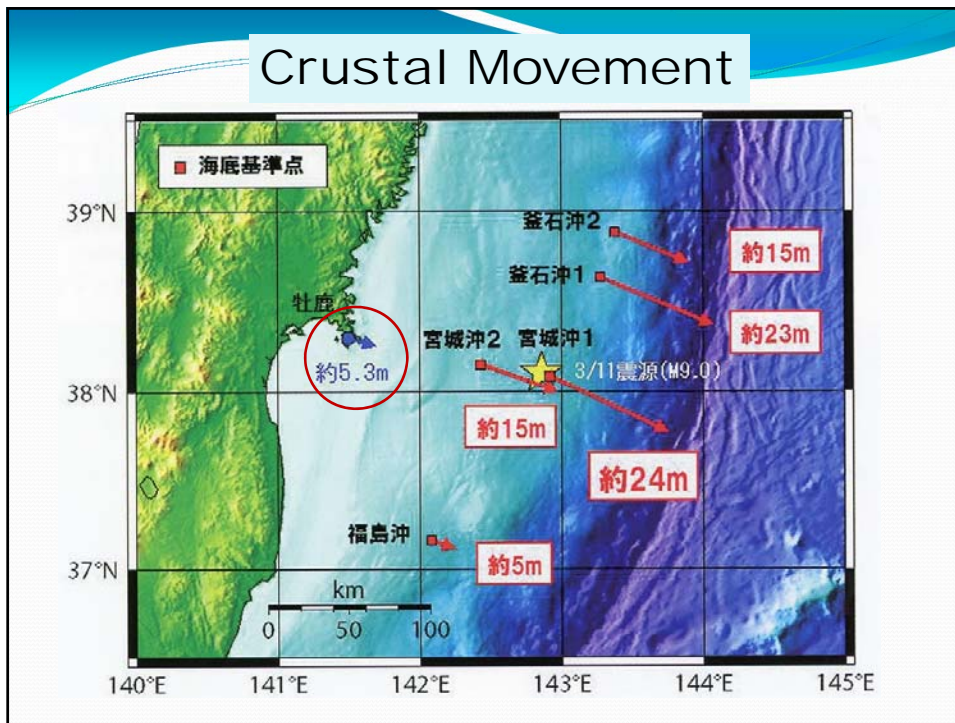 Crustal Movement
海底基準点
39°N
釜石沖2
約15m
釜石沖1
牡鹿
約23m
宮城沖2 宮城沖1
約5.3m
3/11震源(M9.0)
38°N
約15m
約24m
福島沖
約5m
37°N
km
0 50 100
140°E 141°E 142°E 143°E 144°E 145°E